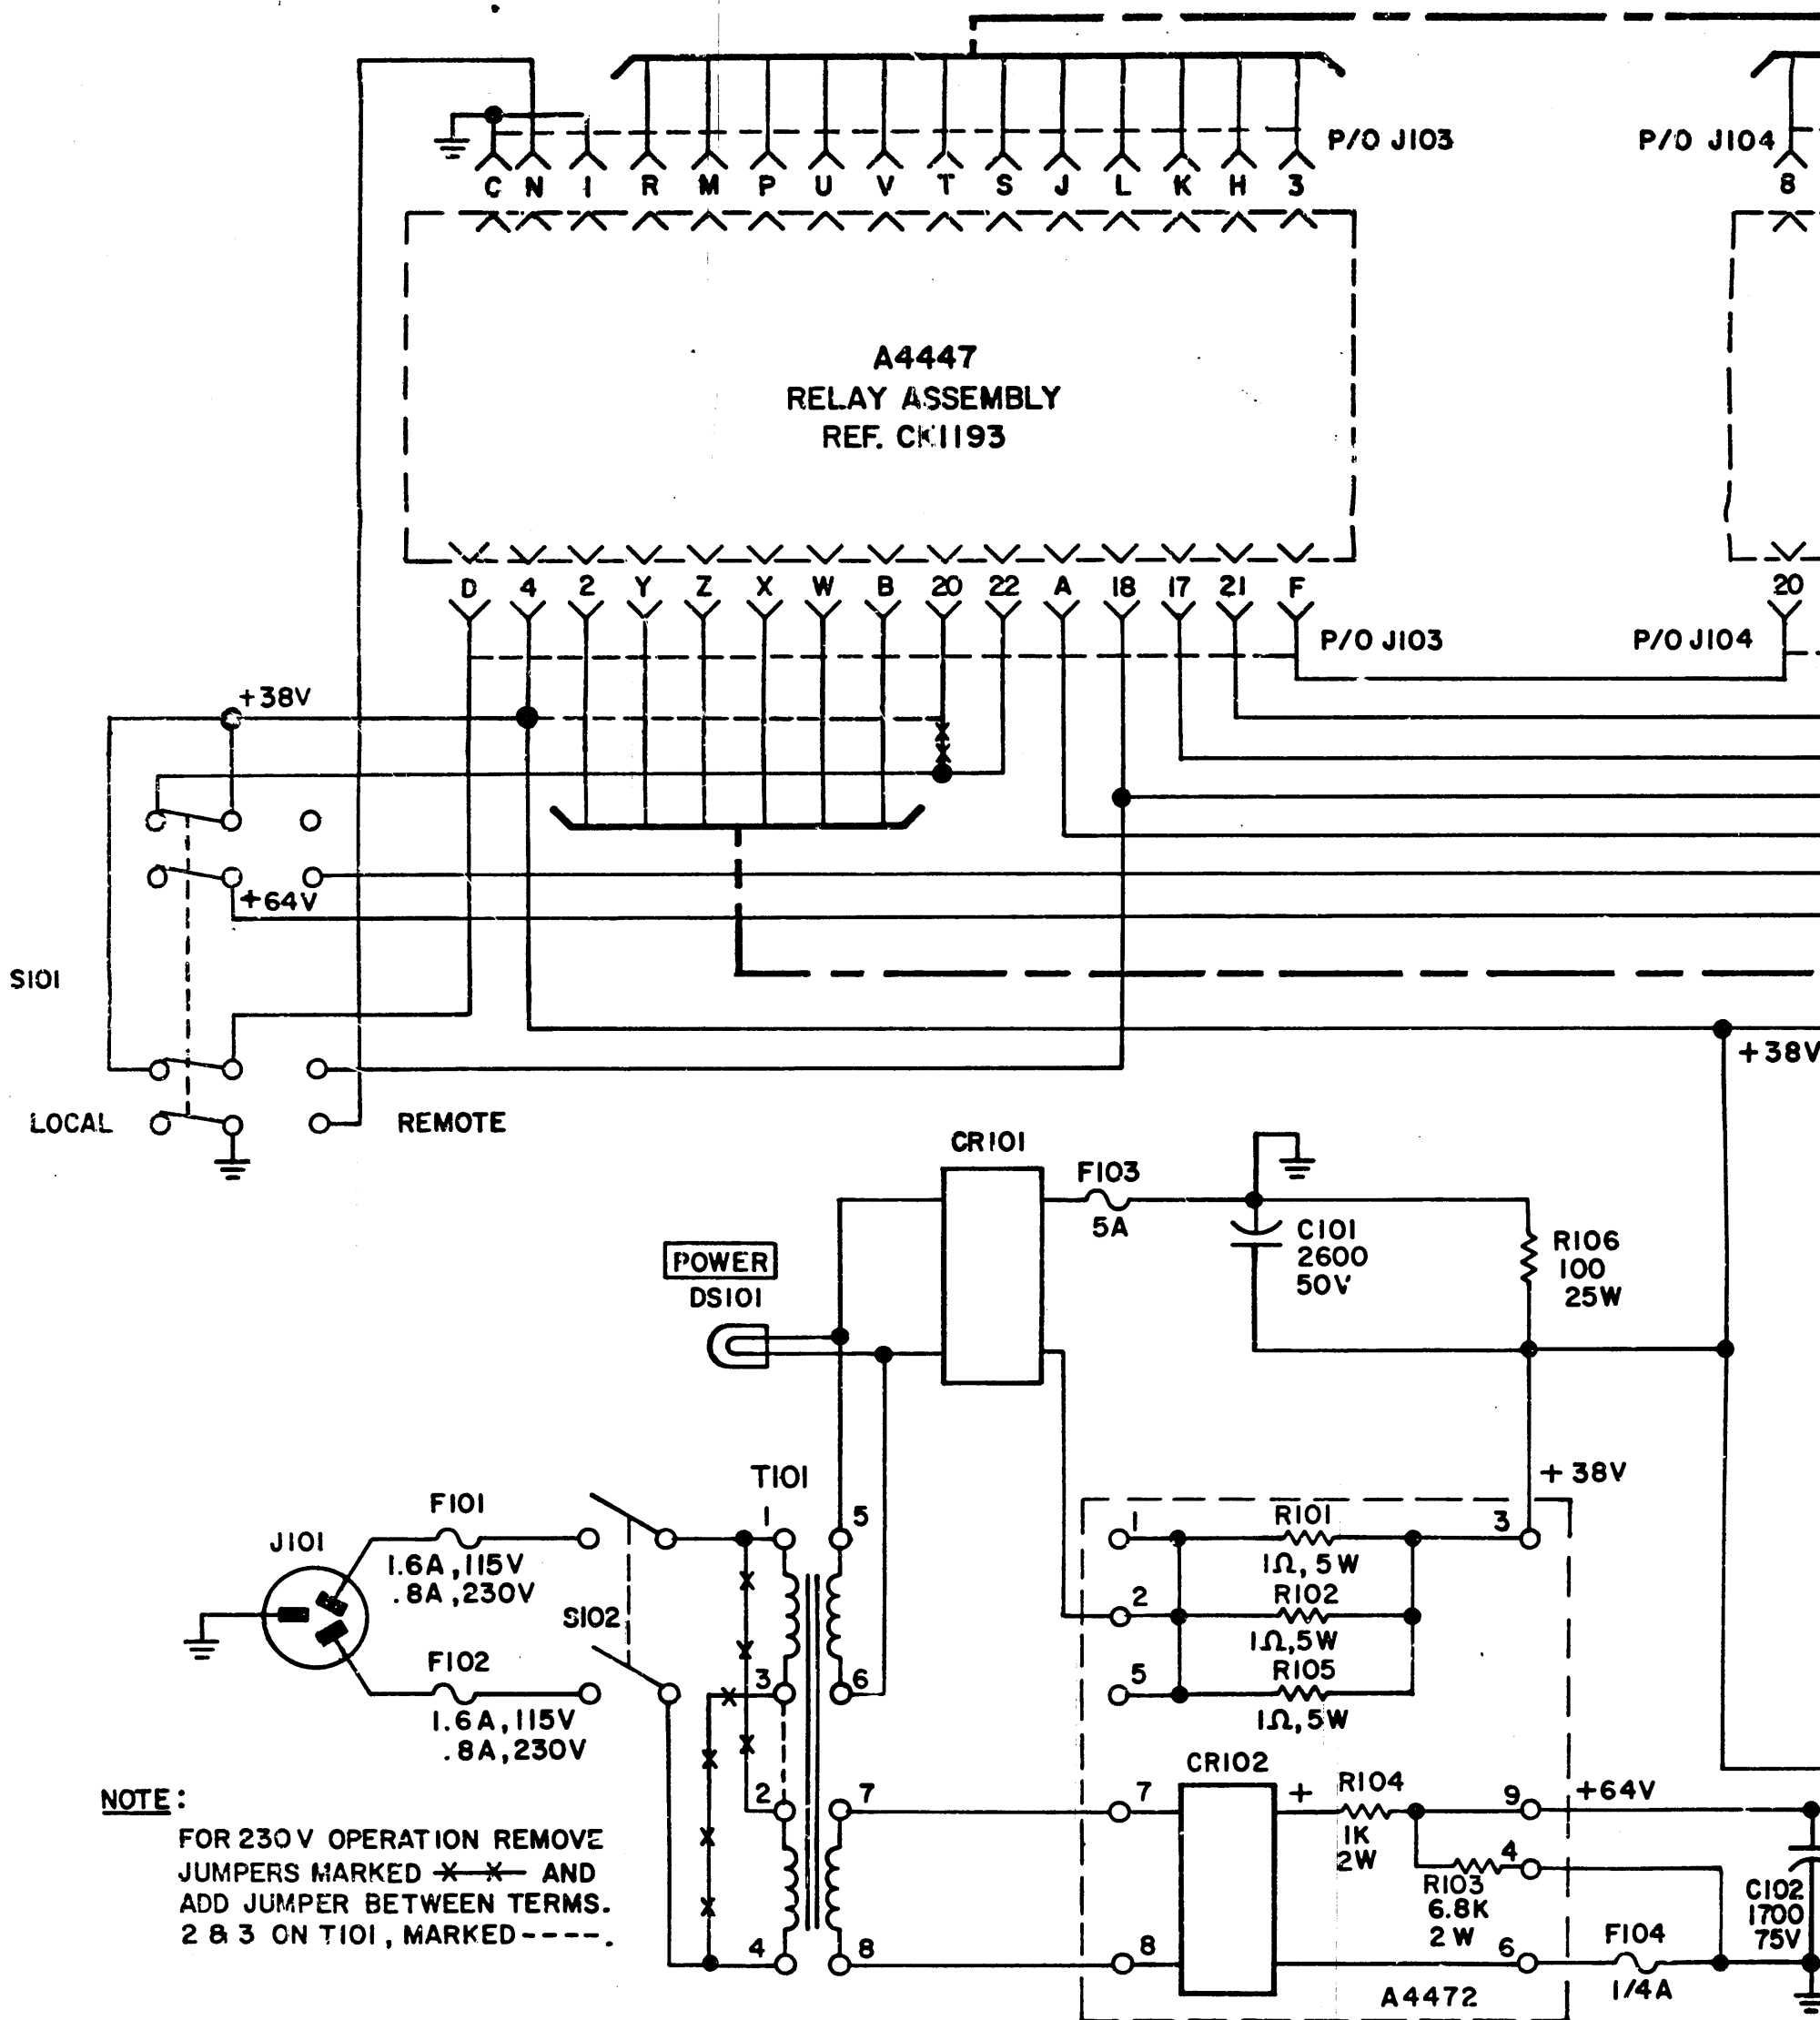 P/O J103
P/O J104
C N 1 R M P U V T S J L K H 3
8
A4447
RELAY ASSEMBLY
REF. CK1193
D 4 2 Y Z X W B 20 22 A 18 17 21 F
20
P/O J103
P/O J104
+38V
+64V
S101
+38V
LOCAL
REMOTE
CR101
F103
5A
C101
2600
50V
R106
100
25W
POWER
DS101
+38V
T101
F101
J101
1.6A, 115V
.8A, 230V
S102
F102
1.6A, 115V
.8A, 230V
1
5
3
6
2
7
4
8
1
R101
3
1Ω, 5W
2
R102
1Ω, 5W
5
R105
1Ω, 5W
CR102
7
+
R104
9
+64V
1K
2W
4
R103
6.8K
2W
C102
1700
75V
8
6
F104
1/4A
A4472
NOTE:
FOR 230V OPERATION REMOVE
JUMPERS MARKED -X-X- AND
ADD JUMPER BETWEEN TERMS.
2 & 3 ON T101, MARKED ----.